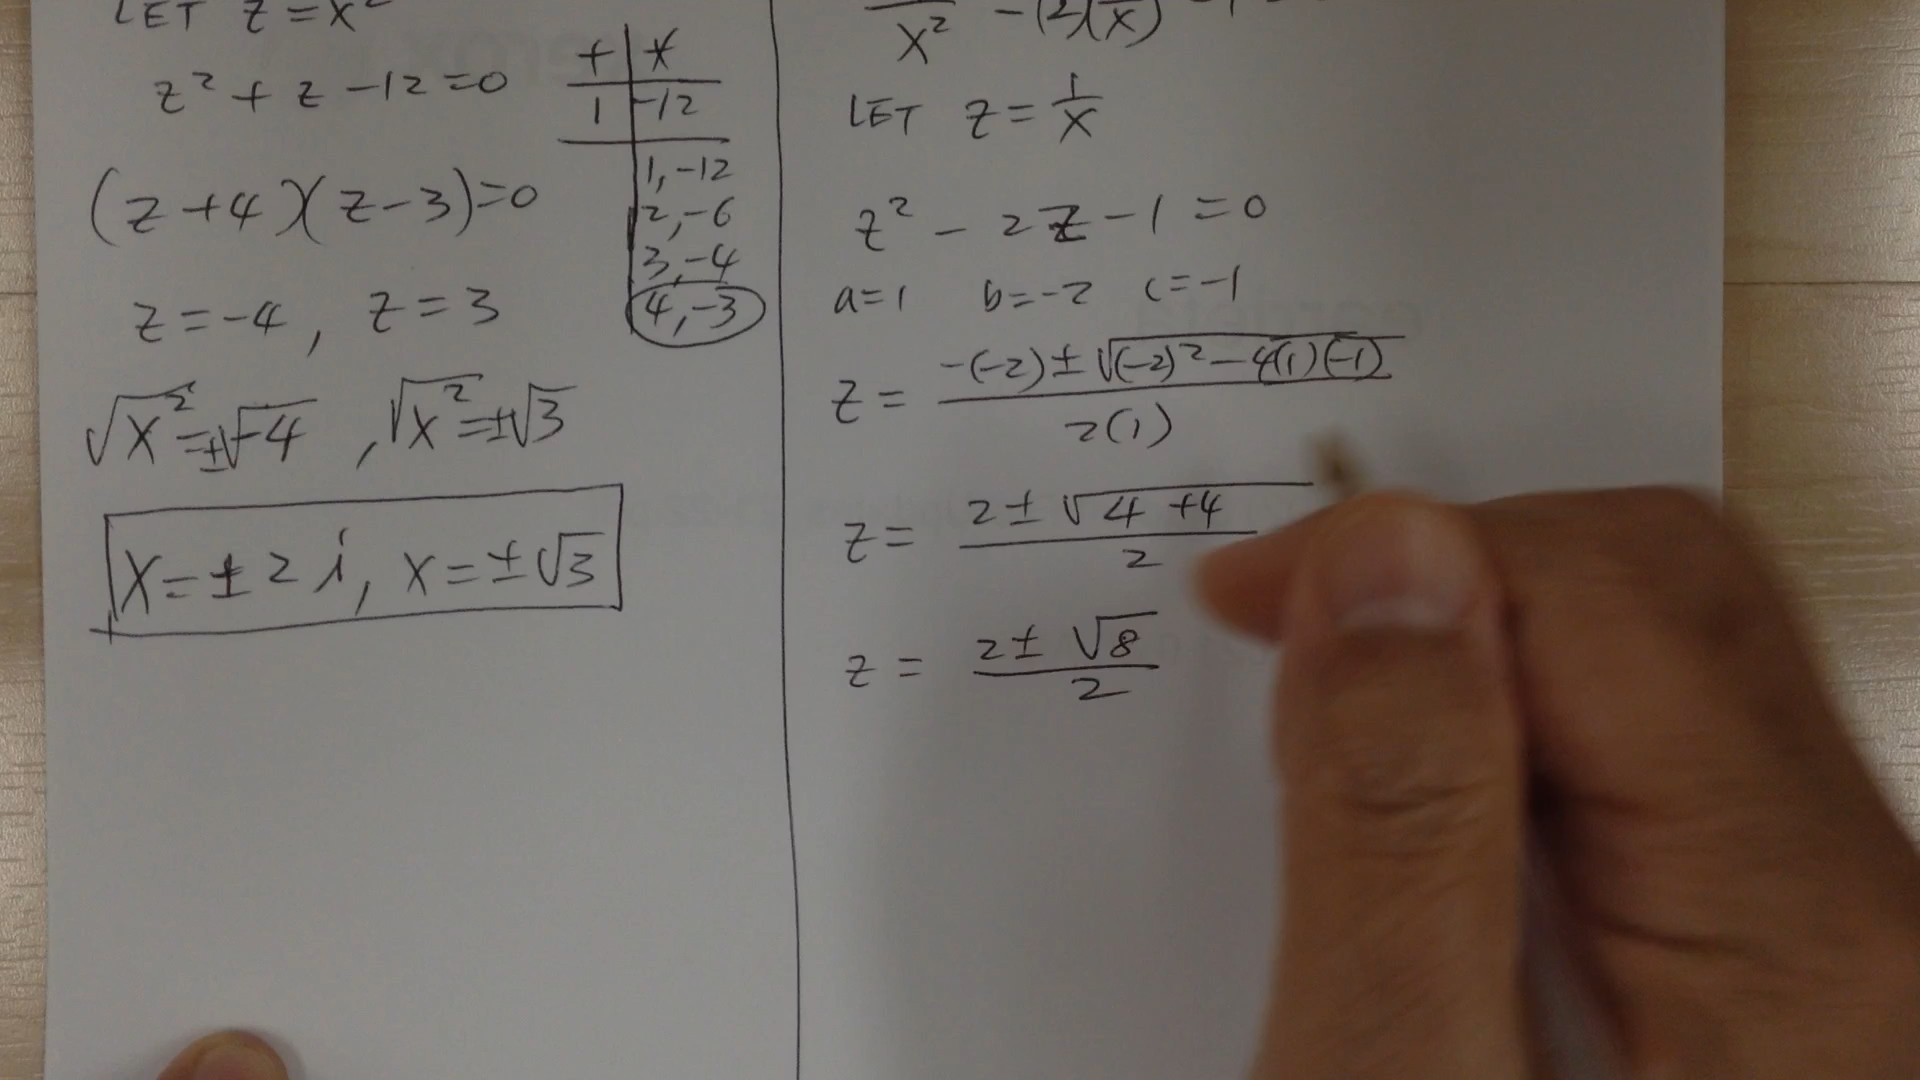 LET z = x²
z² + z - 12 = 0
(z + 4)(z - 3) = 0
z = -4, z = 3
√x² = ±√-4, √x² = ±√3
x = ± 2i, x = ±√3
+ *
1 -12
1, -12
2, -6
3, -4
4, -3
x² - (2)( x)
LET z = 1/x
z² - 2z - 1 = 0
a = 1 b = -2 c = -1
z = -(-2) ± √(-2)² - 4(1)(-1) / 2(1)
z = 2 ± √4 + 4 / 2
z = 2 ± √8 / 2